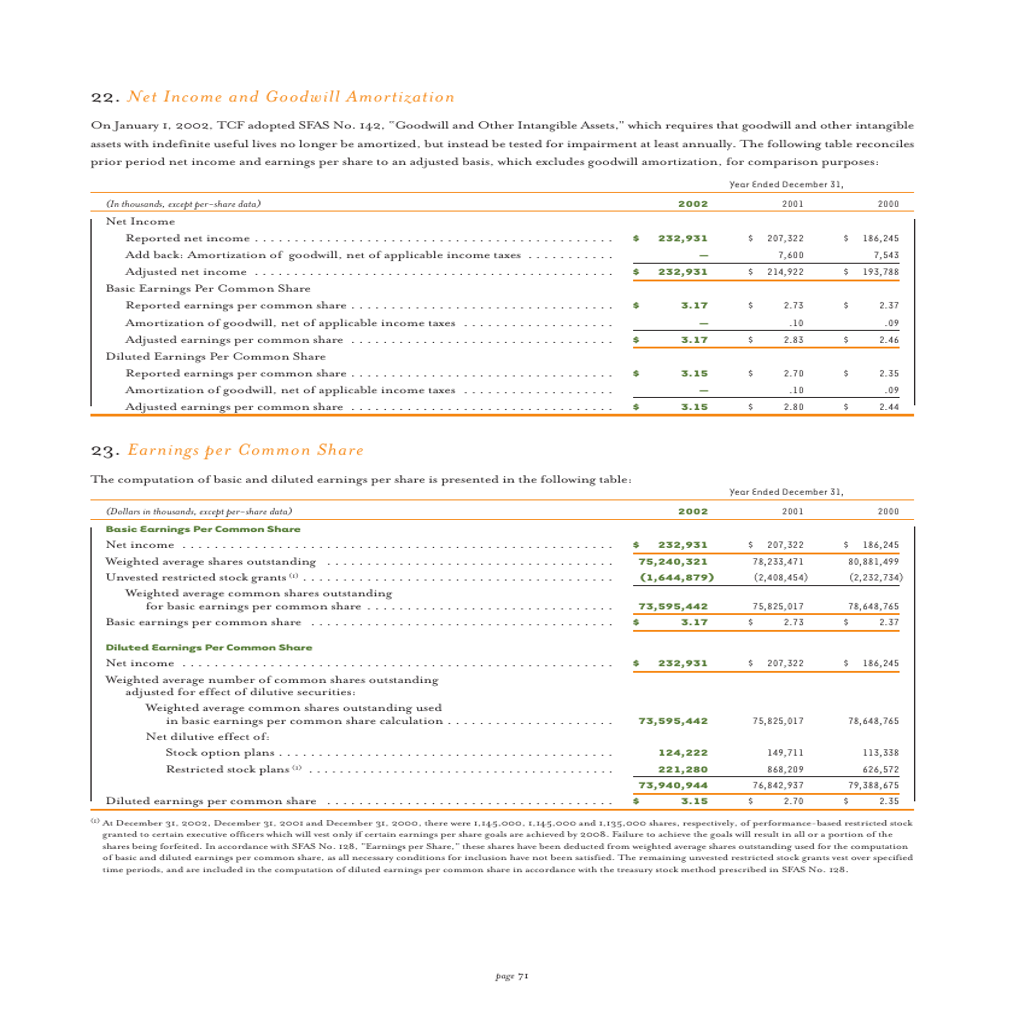 22. Net Income and Goodwill Amortization
On January 1, 2002, TCF adopted SFAS No. 142, "Goodwill and Other Intangible Assets," which requires that goodwill and other intangible
assets with indefinite useful lives no longer be amortized, but instead be tested for impairment at least annually. The following table reconciles
prior period net income and earnings per share to an adjusted basis, which excludes goodwill amortization, for comparison purposes:
Year Ended December 31,
(In thousands, except per-share data) 2002 2001 2000
Net Income
Reported net income $ 232,931 $ 207,322 $ 186,245
Add back: Amortization of goodwill, net of applicable income taxes — 7,600 7,543
Adjusted net income $ 232,931 $ 214,922 $ 193,788
Basic Earnings Per Common Share
Reported earnings per common share $ 3.17 $ 2.73 $ 2.37
Amortization of goodwill, net of applicable income taxes — .10 .09
Adjusted earnings per common share $ 3.17 $ 2.83 $ 2.46
Diluted Earnings Per Common Share
Reported earnings per common share $ 3.15 $ 2.70 $ 2.35
Amortization of goodwill, net of applicable income taxes — .10 .09
Adjusted earnings per common share $ 3.15 $ 2.80 $ 2.44
23. Earnings per Common Share
The computation of basic and diluted earnings per share is presented in the following table:
Year Ended December 31,
(Dollars in thousands, except per-share data) 2002 2001 2000
Basic Earnings Per Common Share
Net income $ 232,931 $ 207,322 $ 186,245
Weighted average shares outstanding 75,240,321 78,233,471 80,881,499
Unvested restricted stock grants (1) (1,644,879) (2,408,454) (2,232,734)
Weighted average common shares outstanding
for basic earnings per common share 73,595,442 75,825,017 78,648,765
Basic earnings per common share $ 3.17 $ 2.73 $ 2.37
Diluted Earnings Per Common Share
Net income $ 232,931 $ 207,322 $ 186,245
Weighted average number of common shares outstanding
adjusted for effect of dilutive securities:
Weighted average common shares outstanding used
in basic earnings per common share calculation 73,595,442 75,825,017 78,648,765
Net dilutive effect of:
Stock option plans 124,222 149,711 113,338
Restricted stock plans (1) 221,280 868,209 626,572
73,940,944 76,842,937 79,388,675
Diluted earnings per common share $ 3.15 $ 2.70 $ 2.35
(1) At December 31, 2002, December 31, 2001 and December 31, 2000, there were 1,145,000, 1,145,000 and 1,135,000 shares, respectively, of performance-based restricted stock
granted to certain executive officers which will vest only if certain earnings per share goals are achieved by 2008. Failure to achieve the goals will result in all or a portion of the
shares being forfeited. In accordance with SFAS No. 128, "Earnings per Share," these shares have been deducted from weighted average shares outstanding used for the computation
of basic and diluted earnings per common share, as all necessary conditions for inclusion have not been satisfied. The remaining unvested restricted stock grants vest over specified
time periods, and are included in the computation of diluted earnings per common share in accordance with the treasury stock method prescribed in SFAS No. 128.
page 71